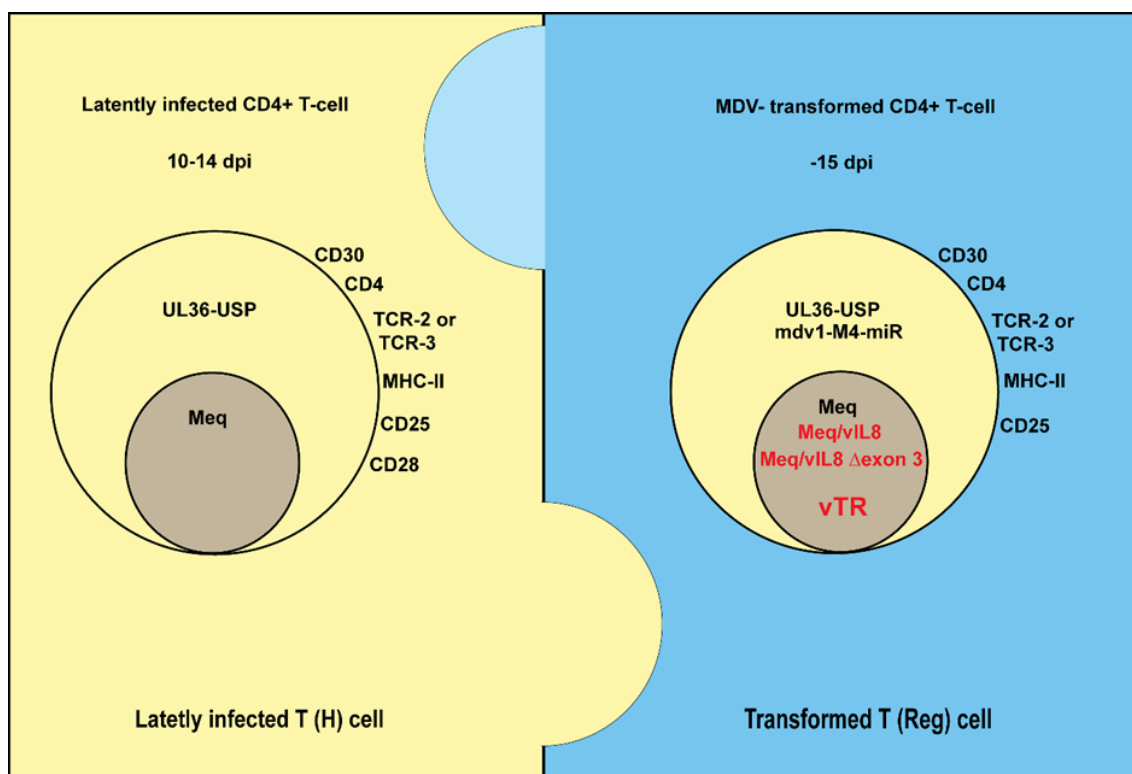 Latently infected CD4+ T-cell
10-14 dpi
CD30
CD4
UL36-USP
TCR-2 or
TCR-3
MHC-II
Meq
CD25
CD28
Latetly infected T (H) cell
MDV- transformed CD4+ T-cell
-15 dpi
CD30
CD4
UL36-USP
mdv1-M4-miR
TCR-2 or
TCR-3
MHC-II
Meq
Meq/vIL8
CD25
Meq/vIL8 Δexon 3
vTR
Transformed T (Reg) cell